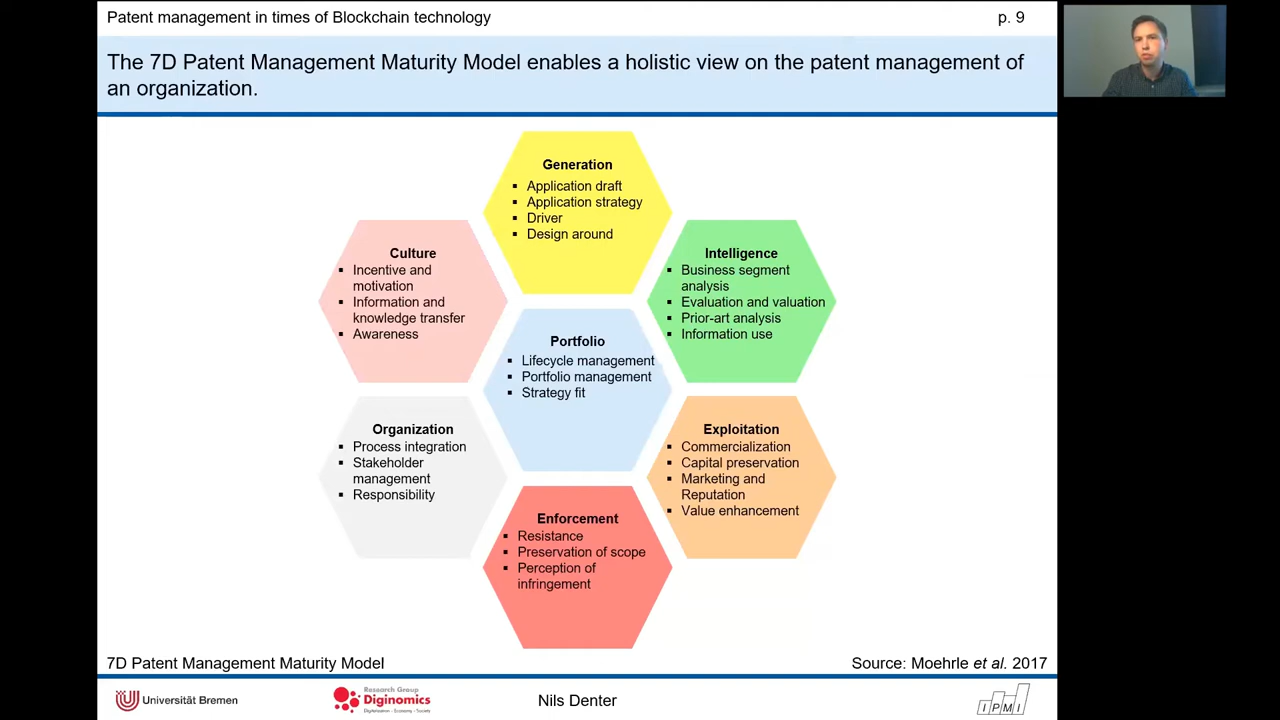 Patent management in times of Blockchain technology
p. 9
The 7D Patent Management Maturity Model enables a holistic view on the patent management of
an organization.
Generation
▪ Application draft
▪ Application strategy
▪ Driver
▪ Design around
Culture
▪ Incentive and
motivation
▪ Information and
knowledge transfer
▪ Awareness
Intelligence
▪ Business segment
analysis
▪ Evaluation and valuation
▪ Prior-art analysis
▪ Information use
Portfolio
▪ Lifecycle management
▪ Portfolio management
▪ Strategy fit
Organization
▪ Process integration
▪ Stakeholder
management
▪ Responsibility
Exploitation
▪ Commercialization
▪ Capital preservation
▪ Marketing and
Reputation
▪ Value enhancement
Enforcement
▪ Resistance
▪ Preservation of scope
▪ Perception of
infringement
7D Patent Management Maturity Model
Source: Moehrle et al. 2017
Universität Bremen
Research Group
Diginomics
Digitalization - Economy - Society
Nils Denter
IPMI